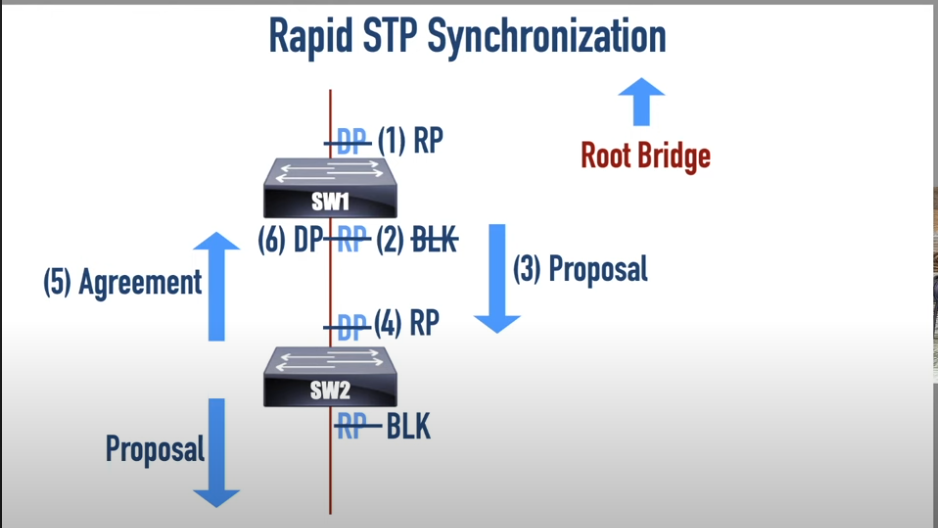 Rapid STP Synchronization
DP (1) RP
Root Bridge
SW1
(6) DP RP (2) BLK
(5) Agreement
(3) Proposal
DP (4) RP
SW2
RP BLK
Proposal